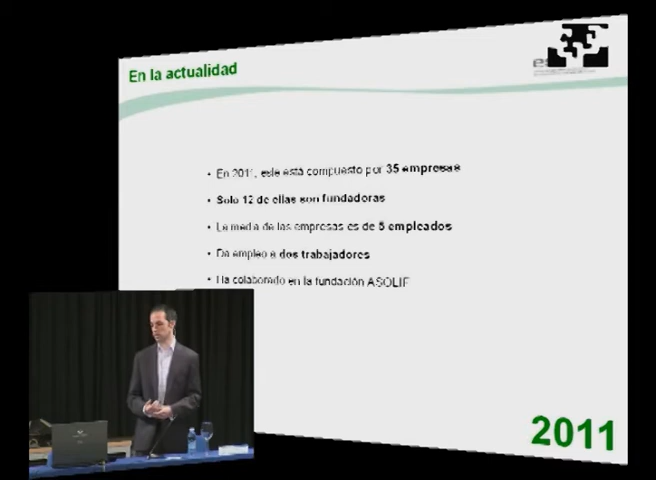 En la actualidad
• En 2011, esle está compuesto por 35 empresas
• Solo 12 de ellas son fundadoras
• La media de las empresas es de 5 empleados
• Da empleo a dos trabajadores
• Ha colaborado en la fundación ASOLIF
2011